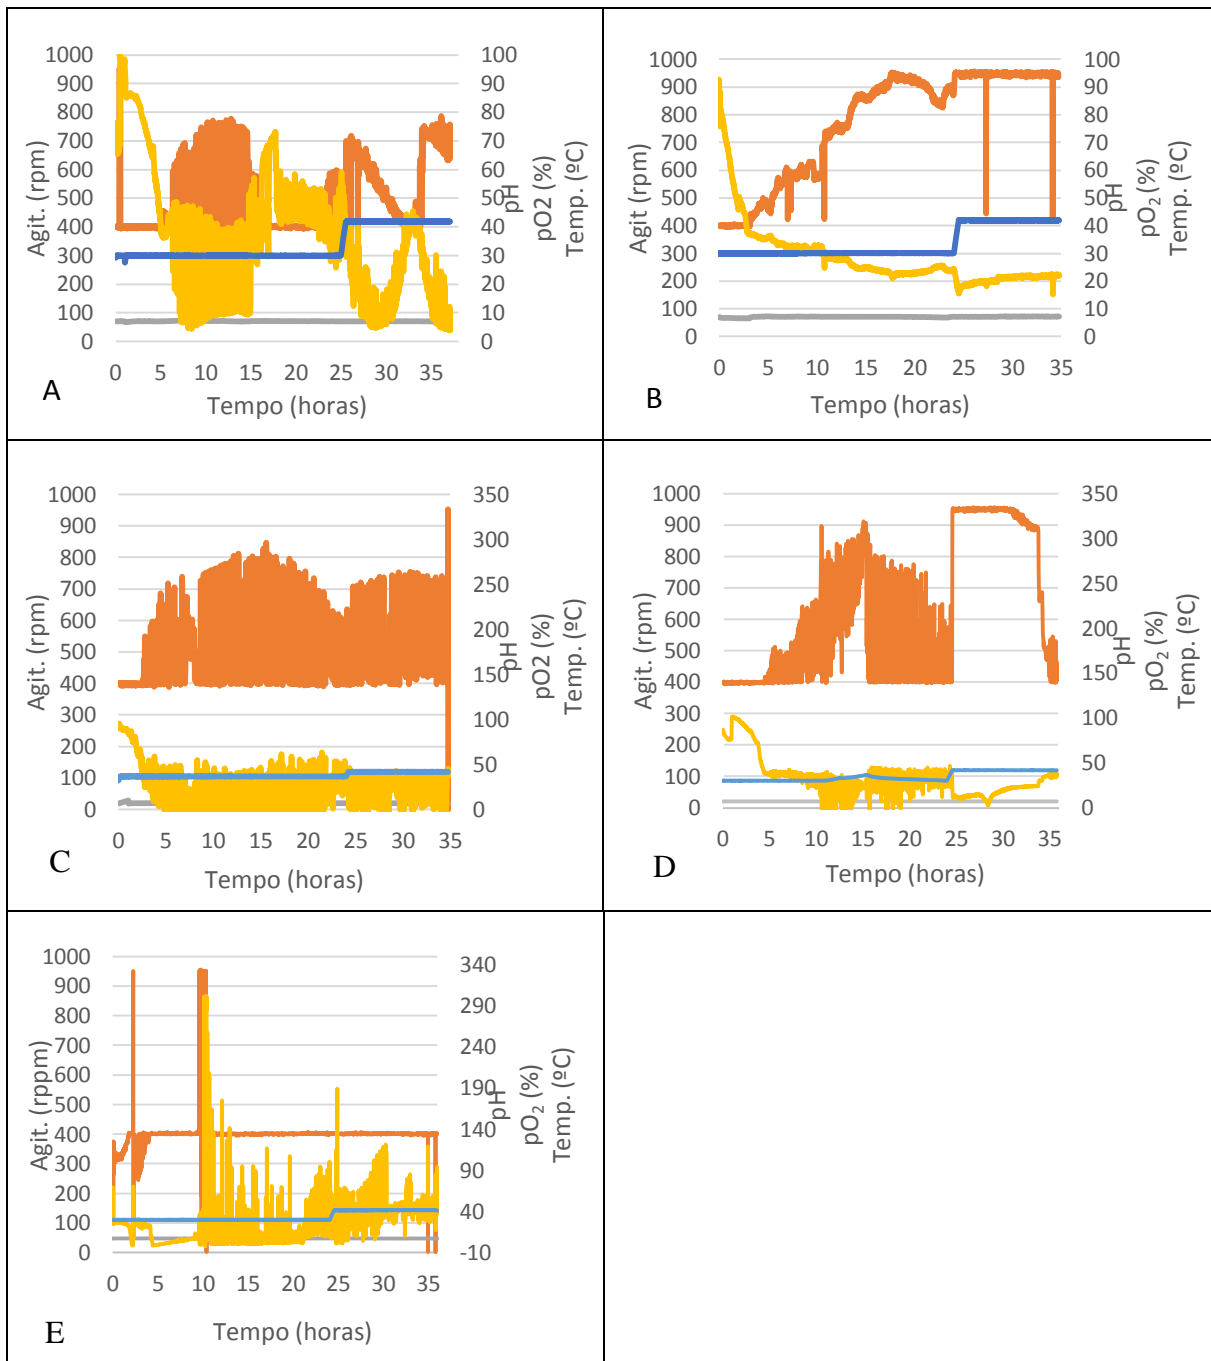 1000
900
800
700
600
500
400
300
200
100
0
Agit. (rpm)
100
90
80
70
60
50
40
30
20
10
0
pH
pO2 (%)
Temp. (ºC)
0 5 10 15 20 25 30 35
Tempo (horas)
A
1000
900
800
700
600
500
400
300
200
100
0
Agit (rpm)
100
90
80
70
60
50
40
30
20
10
0
pH
pO2 (%)
Temp. (ºC)
0 5 10 15 20 25 30 35
Tempo (horas)
B
1000
900
800
700
600
500
400
300
200
100
0
Agit. (rpm)
350
300
250
200
150
100
50
0
pH
pO2 (%)
Temp. (ºC)
0 5 10 15 20 25 30 35
Tempo (horas)
C
1000
900
800
700
600
500
400
300
200
100
0
Agit. (rpm)
350
300
250
200
150
100
50
0
pH
pO2 (%)
Temp. (ºC)
0 5 10 15 20 25 30 35
Tempo (horas)
D
1000
900
800
700
600
500
400
300
200
100
0
Agit. (rppm)
340
290
240
190
140
90
40
-10
pH
pO2 (%)
Temp. (ºC)
0 5 10 15 20 25 30 35
Tempo (horas)
E